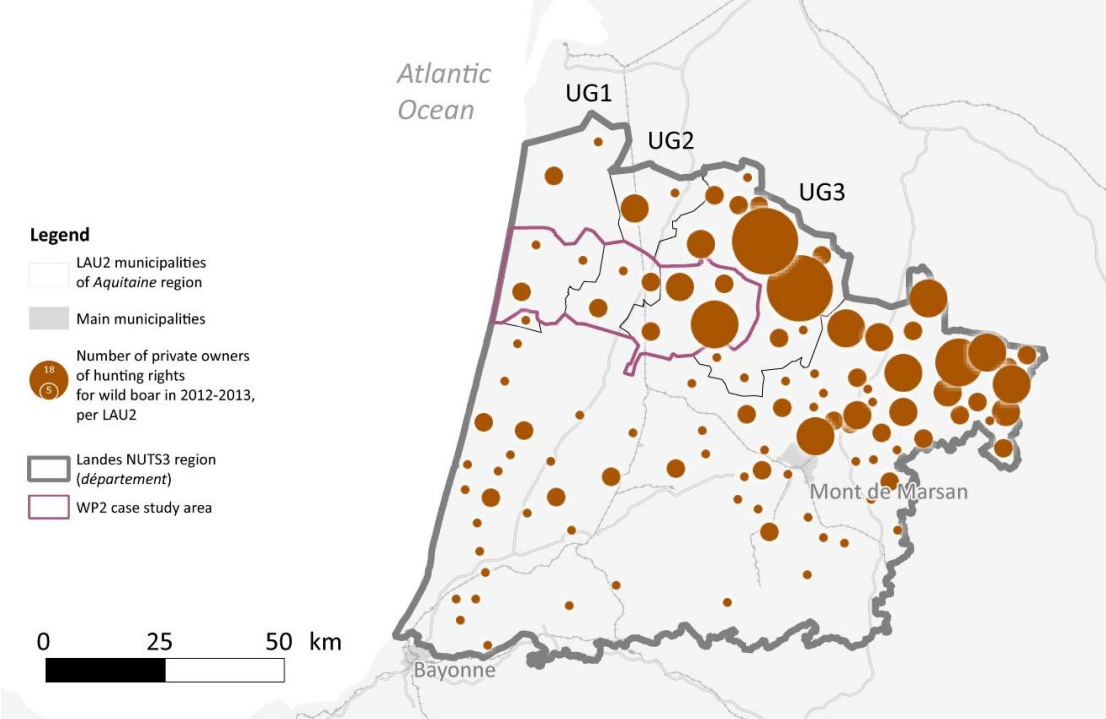 Atlantic
Ocean
UG1
UG2
UG3
Legend
LAU2 municipalities
of Aquitaine region
Main municipalities
18
5
Number of private owners
of hunting rights
for wild boar in 2012-2013,
per LAU2
Landes NUTS3 region
(département)
WP2 case study area
Mont de Marsan
0 25 50 km
Bayonne